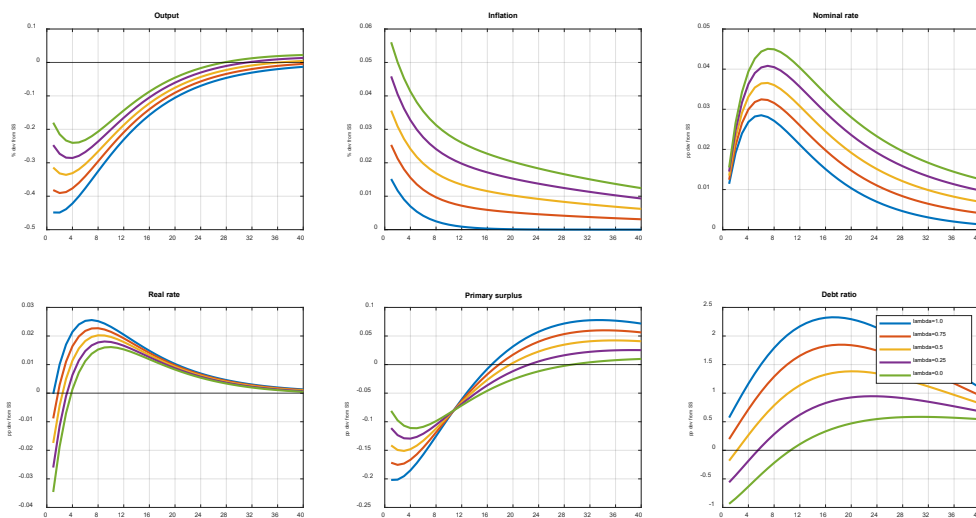 Output
% dev from SS
0.1
0
-0.1
-0.2
-0.3
-0.4
-0.5
0 4 8 12 16 20 24 28 32 36 40
Inflation
% dev from SS
0.06
0.05
0.04
0.03
0.02
0.01
0
0 4 8 12 16 20 24 28 32 36 40
Nominal rate
pp dev from SS
0.05
0.04
0.03
0.02
0.01
0
0 4 8 12 16 20 24 28 32 36 40
Real rate
pp dev from SS
0.03
0.02
0.01
0
-0.01
-0.02
-0.03
-0.04
0 4 8 12 16 20 24 28 32 36 40
Primary surplus
pp dev from SS
0.1
0.05
0
-0.05
-0.1
-0.15
-0.2
-0.25
0 4 8 12 16 20 24 28 32 36 40
Debt ratio
pp dev from SS
2.5
2
1.5
1
0.5
0
-0.5
-1
0 4 8 12 16 20 24 28 32 36 40
lambda=1.0
lambda=0.75
lambda=0.5
lambda=0.25
lambda=0.0